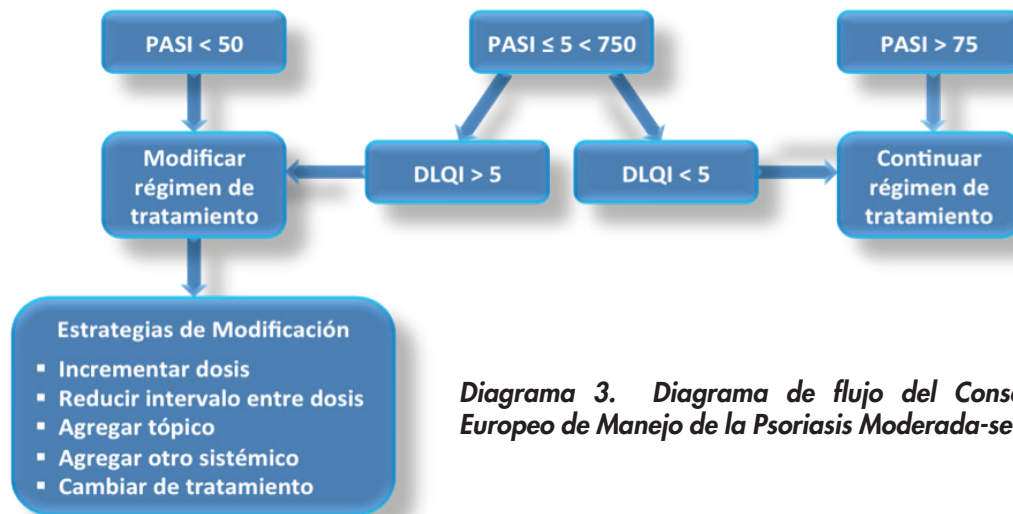 PASI < 50
PASI ≤ 5 < 750
PASI > 75
Modificar
régimen de
tratamiento
DLQI > 5
DLQI < 5
Continuar
régimen de
tratamiento
Estrategias de Modificación
▪ Incrementar dosis
▪ Reducir intervalo entre dosis
▪ Agregar tópico
▪ Agregar otro sistémico
▪ Cambiar de tratamiento
Diagrama 3. Diagrama de flujo del
Europeo de Manejo de la Psoriasis